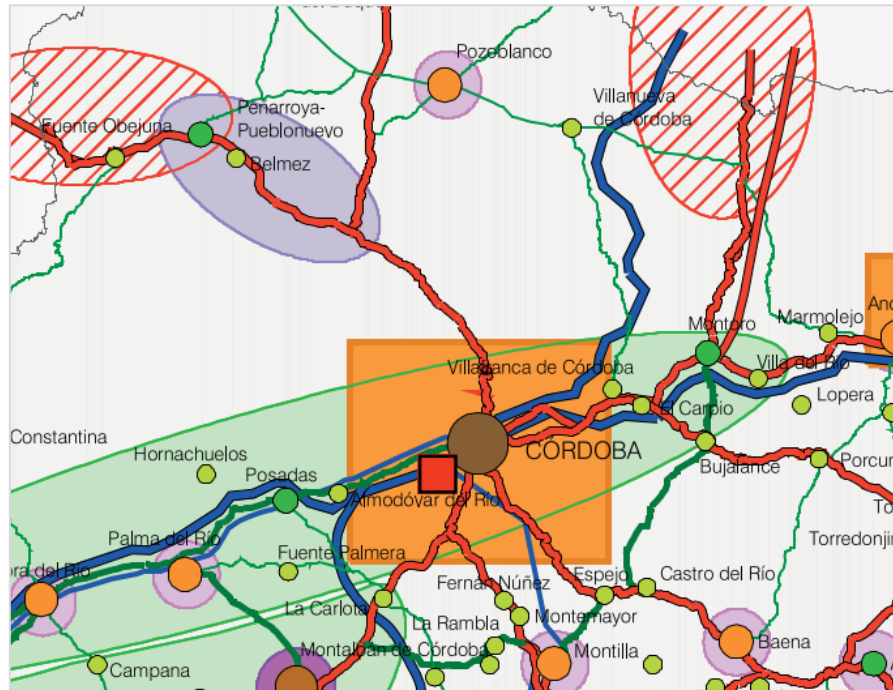 Pozoblanco
Villanueva
de Córdoba
Peñarroya-
Pueblonuevo
Fuente Obejuna
Belmez
Marmolejo
Montoro
Villa del Río
Villafranca de Córdoba
Lopera
El Carpio
Constantina
CÓRDOBA
Bujalance
Hornachuelos
Posadas
Almodóvar del Río
Palma del Río
Fuente Palmera
Espejo
Castro del Río
Fernán Núñez
La Carlota
La Rambla
Montemayor
Montalbán de Córdoba
Montilla
Baena
Campana